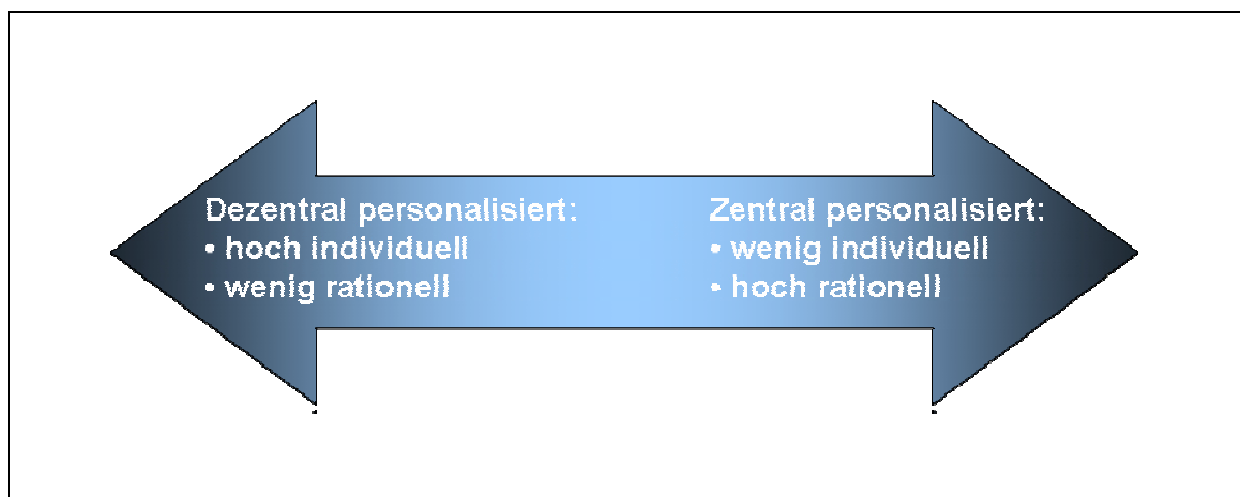 Dezentral personalisiert:
• hoch individuell
• wenig rationell
Zentral personalisiert:
• wenig individuell
• hoch rationell